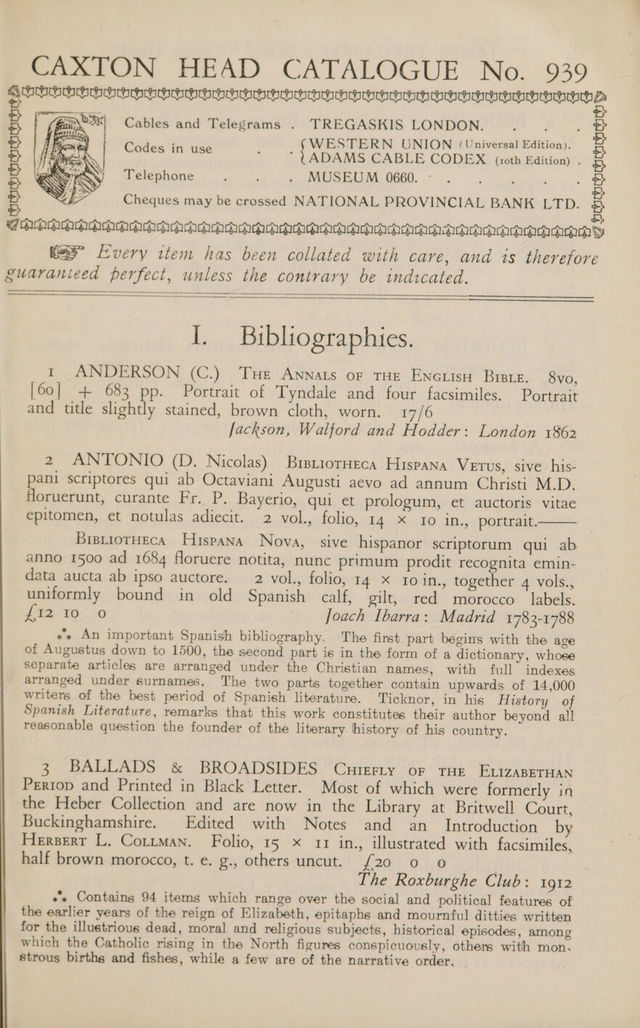 CAXTON HEAD CATALOGUE No. 939
Cables and Telegrams . TREGASKIS LONDON. . . .
Codes in use . . { WESTERN UNION (Universal Edition).
ADAMS CABLE CODEX (10th Edition) .
Telephone . . . MUSEUM 0660. . . . . . .
Cheques may be crossed NATIONAL PROVINCIAL BANK LTD.
☞ Every item has been collated with care, and is therefore
guaranteed perfect, unless the contrary be indicated.
I. Bibliographies.
1 ANDERSON (C.) The Annals of the English Bible. 8vo,
[60] + 683 pp. Portrait of Tyndale and four facsimiles. Portrait
and title slightly stained, brown cloth, worn. 17/6
Jackson, Walford and Hodder: London 1862
2 ANTONIO (D. Nicolas) Bibliotheca Hispana Vetus, sive his-
pani scriptores qui ab Octaviani Augusti aevo ad annum Christi M.D.
floruerunt, curante Fr. P. Bayerio, qui et prologum, et auctoris vitae
epitomen, et notulas adiecit. 2 vol., folio, 14 × 10 in., portrait.——
Bibliotheca Hispana Nova, sive hispanor scriptorum qui ab
anno 1500 ad 1684 floruere notita, nunc primum prodit recognita emin-
data aucta ab ipso auctore. 2 vol., folio, 14 × 10 in., together 4 vols.,
uniformly bound in old Spanish calf, gilt, red morocco labels.
£12 10 0 Joach Ibarra: Madrid 1783-1788
∴ An important Spanish bibliography. The first part begins with the age
of Augustus down to 1500, the second part is in the form of a dictionary, whose
separate articles are arranged under the Christian names, with full indexes
arranged under surnames. The two parts together contain upwards of 14,000
writers of the best period of Spanish literature. Ticknor, in his History of
Spanish Literature, remarks that this work constitutes their author beyond all
reasonable question the founder of the literary history of his country.
3 BALLADS & BROADSIDES Chiefly of the Elizabethan
Period and Printed in Black Letter. Most of which were formerly in
the Heber Collection and are now in the Library at Britwell Court,
Buckinghamshire. Edited with Notes and an Introduction by
Herbert L. Collman. Folio, 15 × 11 in., illustrated with facsimiles,
half brown morocco, t. e. g., others uncut. £20 0 0
The Roxburghe Club: 1912
∴ Contains 94 items which range over the social and political features of
the earlier years of the reign of Elizabeth, epitaphs and mournful ditties written
for the illustrious dead, moral and religious subjects, historical episodes, among
which the Catholic rising in the North figures conspicuously, others with mon-
strous births and fishes, while a few are of the narrative order.